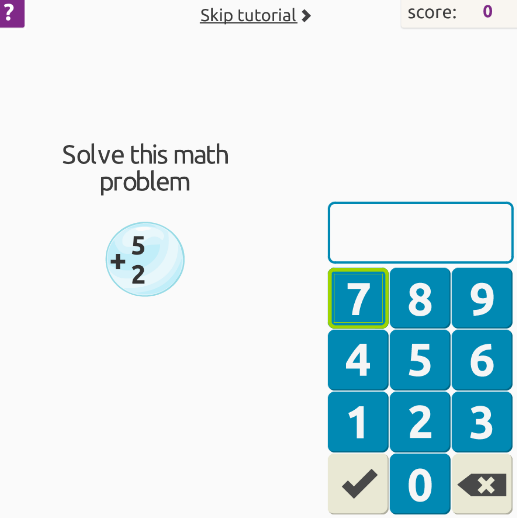 ?
Skip tutorial
score: 0
Solve this math
problem
5
+ 2
7 8 9
4 5 6
1 2 3
0